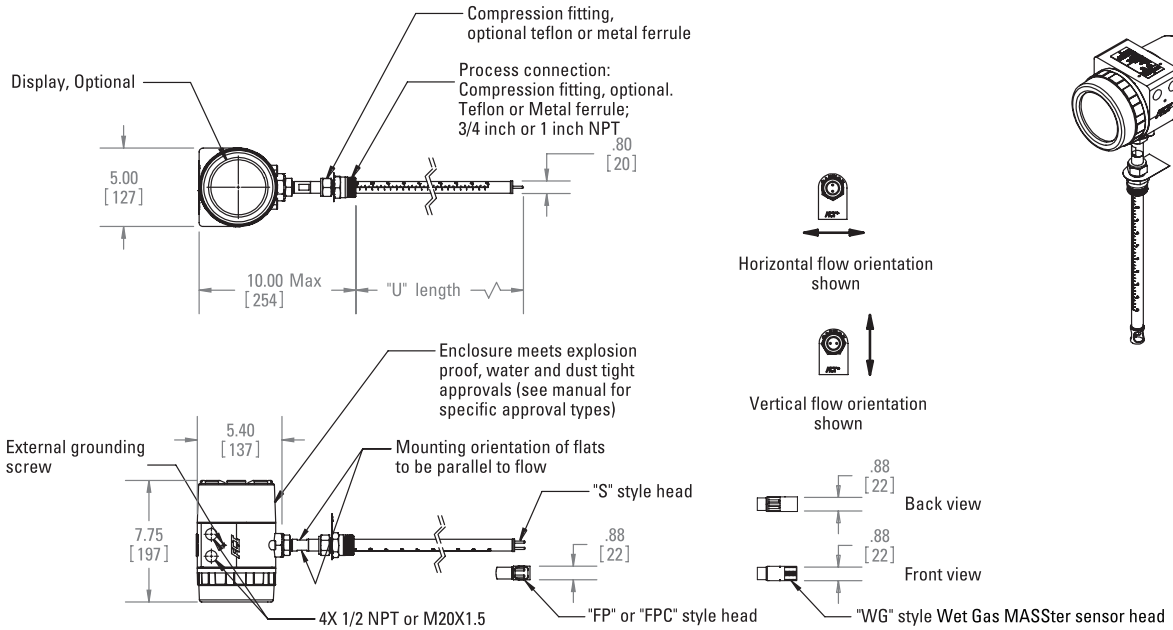 Compression fitting,
optional teflon or metal ferrule
Display, Optional
Process connection:
Compression fitting, optional.
Teflon or Metal ferrule;
3/4 inch or 1 inch NPT
.80
[20]
5.00
[127]
10.00 Max
[254]
"U" length
Horizontal flow orientation
shown
Vertical flow orientation
shown
Enclosure meets explosion
proof, water and dust tight
approvals (see manual for
specific approval types)
5.40
[137]
External grounding
screw
Mounting orientation of flats
to be parallel to flow
7.75
[197]
FCI
"S" style head
.88
[22]
"FP" or "FPC" style head
4X 1/2 NPT or M20X1.5
.88
[22]
Back view
.88
[22]
Front view
"WG" style Wet Gas MASSter sensor head